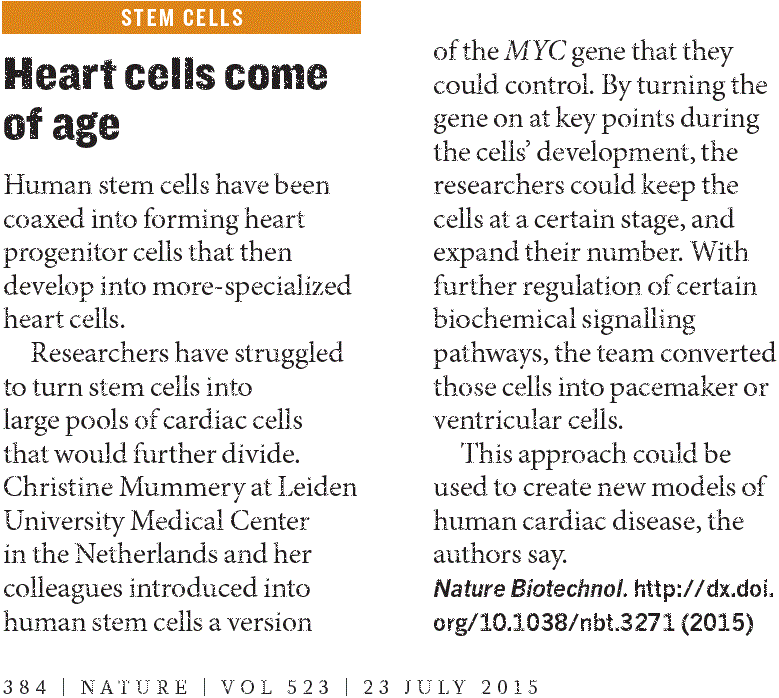 STEM CELLS
Heart cells come
of age
Human stem cells have been
coaxed into forming heart
progenitor cells that then
develop into more-specialized
heart cells.
Researchers have struggled
to turn stem cells into
large pools of cardiac cells
that would further divide.
Christine Mummery at Leiden
University Medical Center
in the Netherlands and her
colleagues introduced into
human stem cells a version
of the MYC gene that they
could control. By turning the
gene on at key points during
the cells’ development, the
researchers could keep the
cells at a certain stage, and
expand their number. With
further regulation of certain
biochemical signalling
pathways, the team converted
those cells into pacemaker or
ventricular cells.
This approach could be
used to create new models of
human cardiac disease, the
authors say.
Nature Biotechnol. http://dx.doi.
org/10.1038/nbt.3271 (2015)
384 | NATURE | VOL 523 | 23 JULY 2015